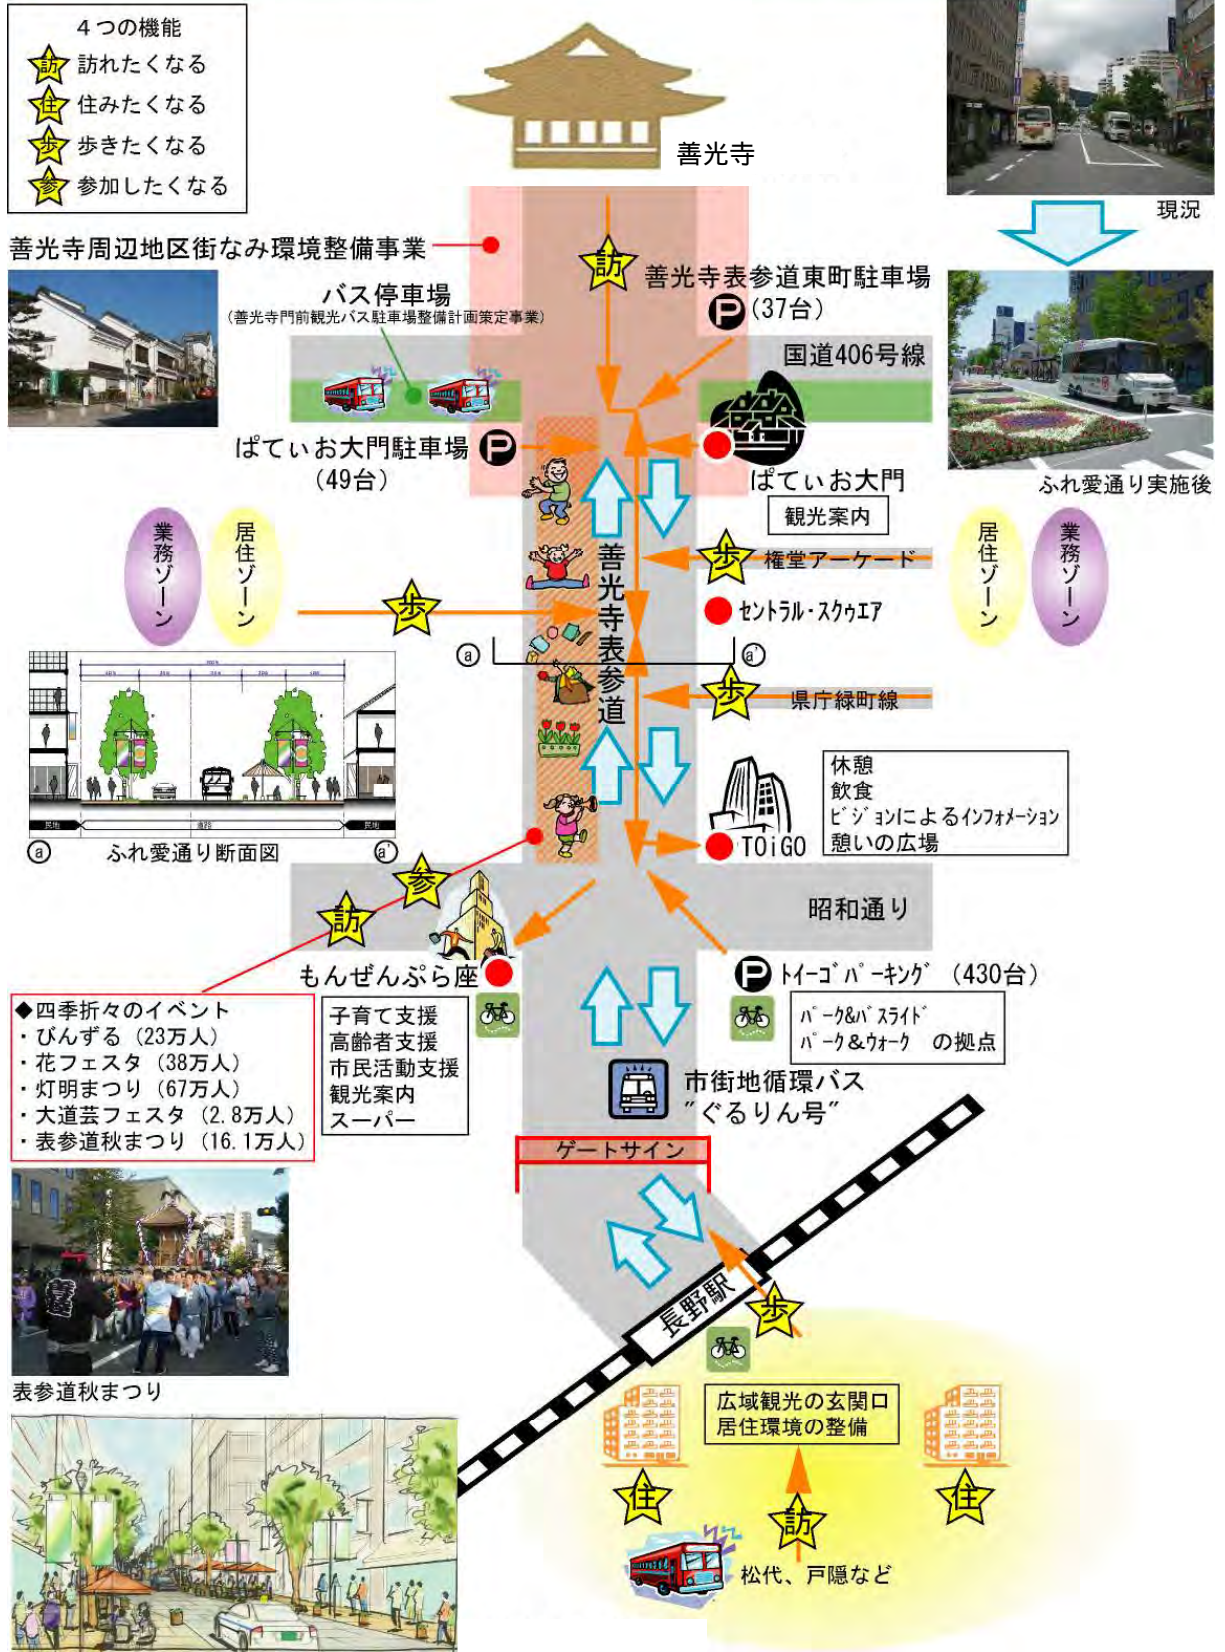 ４つの機能
訪 訪れたくなる
住 住みたくなる
歩 歩きたくなる
参 参加したくなる
善光寺
現況
善光寺周辺地区街なみ環境整備事業
訪
善光寺表参道東町駐車場
P (37台)
バス停車場
(善光寺門前観光バス駐車場整備計画策定事業)
国道406号線
ぱてぃお大門駐車場 P
(49台)
ぱてぃお大門
観光案内
ふれ愛通り実施後
業務ゾーン
居住ゾーン
居住ゾーン
業務ゾーン
善光寺表参道
歩 権堂アーケード
歩
セントラル・スクゥエア
ⓐ
ⓐ'
歩 県庁緑町線
民地
道路
民地
ⓐ ふれ愛通り断面図 ⓐ'
TOiGO
休憩
飲食
ビジョンによるインフォメーション
憩いの広場
参
訪
昭和通り
もんぜんぷら座
子育て支援
高齢者支援
市民活動支援
観光案内
スーパー
P トイーゴパーキング (430台)
パーク&バスライド
パーク＆ウォーク の拠点
◆四季折々のイベント
・びんずる (23万人)
・花フェスタ (38万人)
・灯明まつり (67万人)
・大道芸フェスタ (2.8万人)
・表参道秋まつり (16.1万人)
市街地循環バス
"ぐるりん号"
ゲートサイン
長野駅
歩
表参道秋まつり
広域観光の玄関口
居住環境の整備
住
住
訪
松代、戸隠など